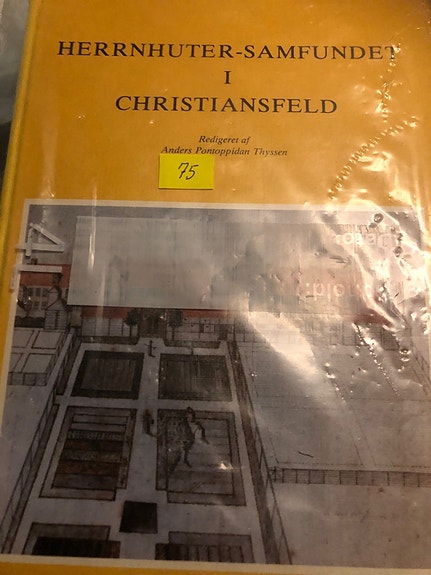 HERRNHUTER-SAMFUNDET
I
CHRISTIANSFELD
Redigeret af
Anders Pontoppidan Thyssen
75